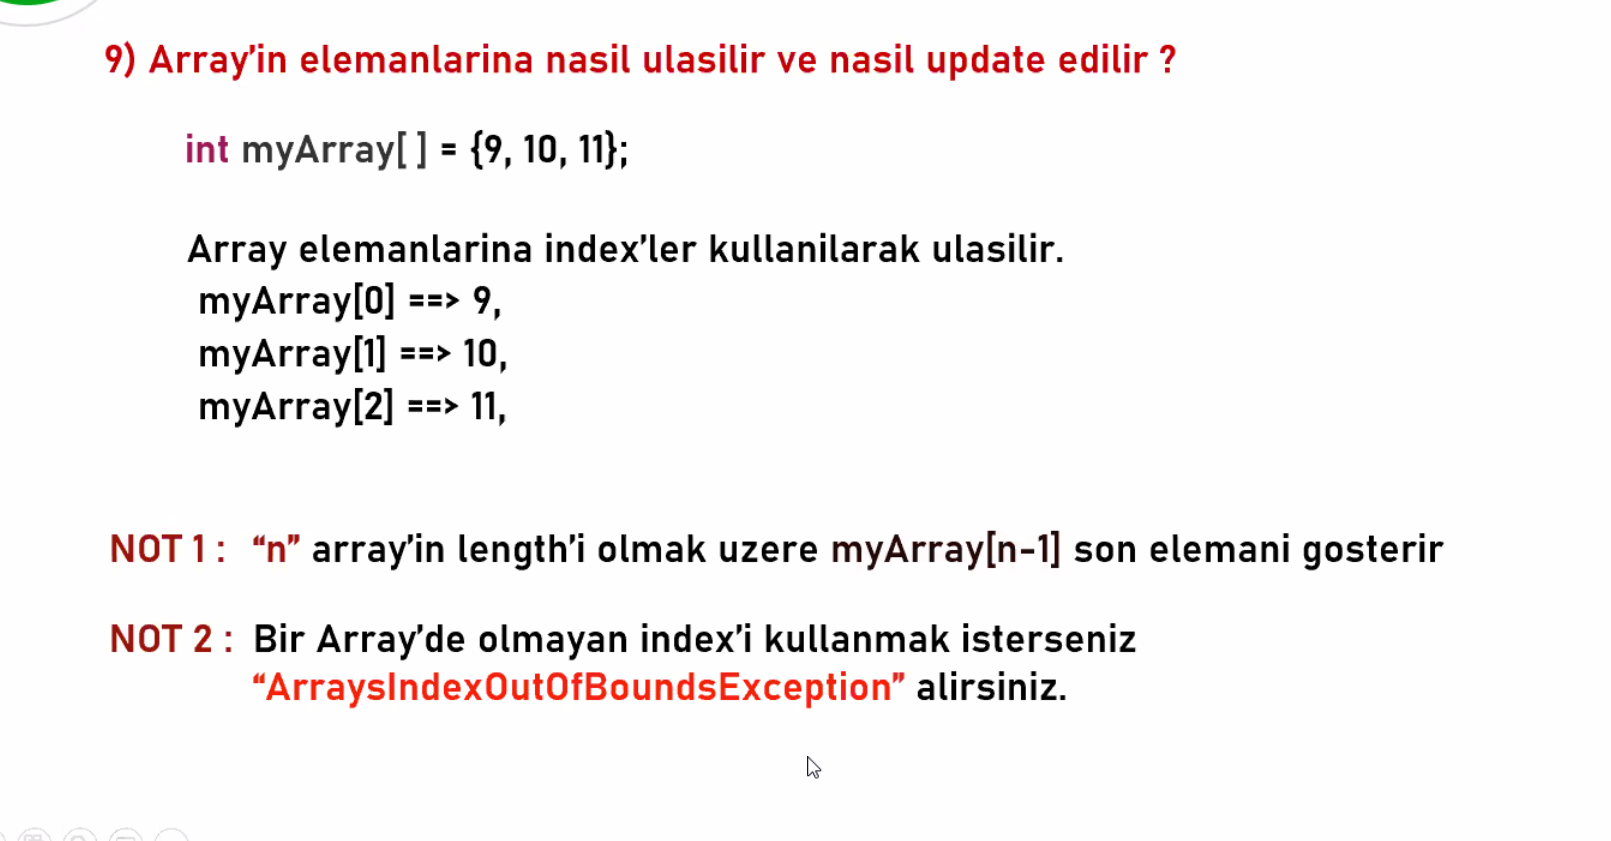 9) Array'in elemanlarina nasil ulasilir ve nasil update edilir ?
int myArray[ ] = {9, 10, 11};
Array elemanlarina index'ler kullanilarak ulasilir.
myArray[0] ==> 9,
myArray[1] ==> 10,
myArray[2] ==> 11,
NOT 1 : “n” array'in length'i olmak uzere myArray[n-1] son elemani gosterir
NOT 2 : Bir Array'de olmayan index'i kullanmak isterseniz
“ArraysIndexOutOfBoundsException” alirsiniz.